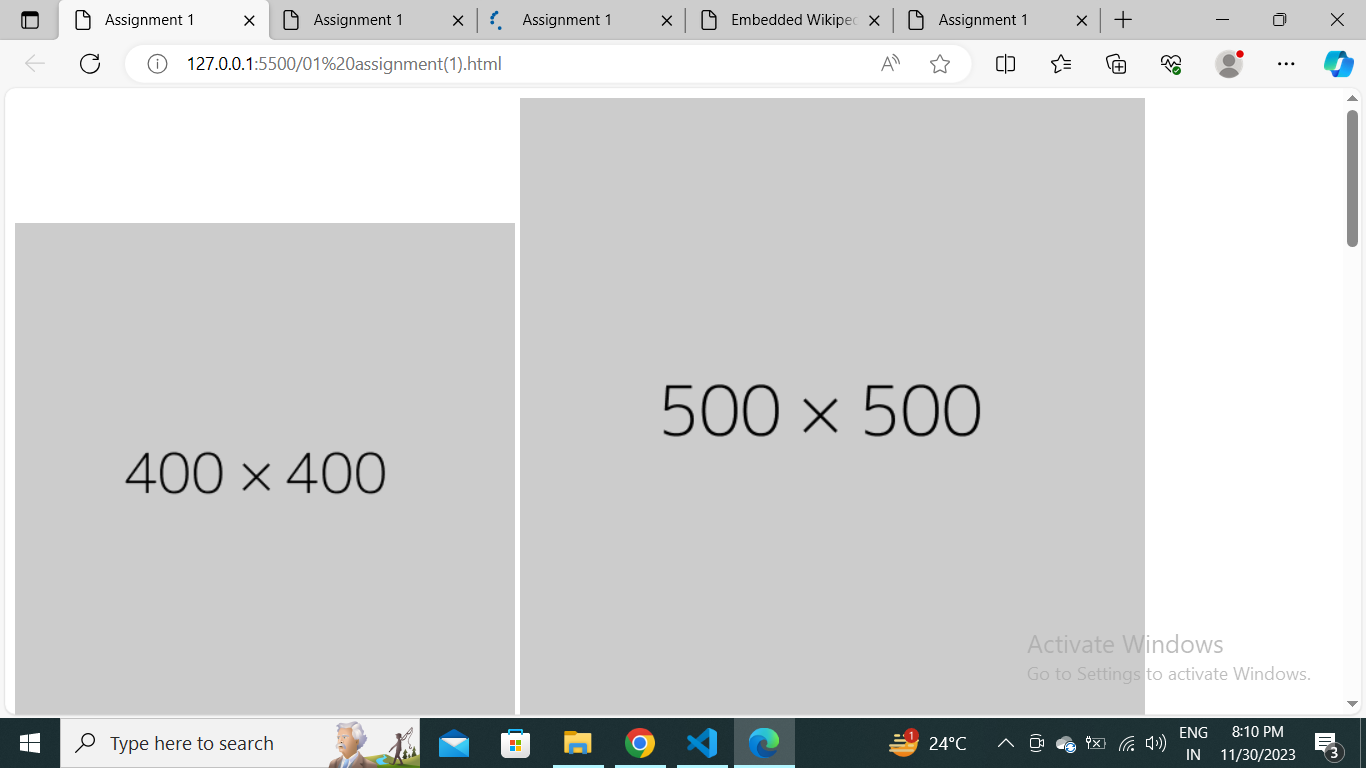 Assignment 1
Assignment 1
Assignment 1
Embedded Wikiped
Assignment 1
127.0.0.1:5500/01%20assignment(1).html
500 × 500
400 × 400
Activate Windows
Go to Settings to activate Windows.
Type here to search
1
24°C
ENG
IN
8:10 PM
11/30/2023
3